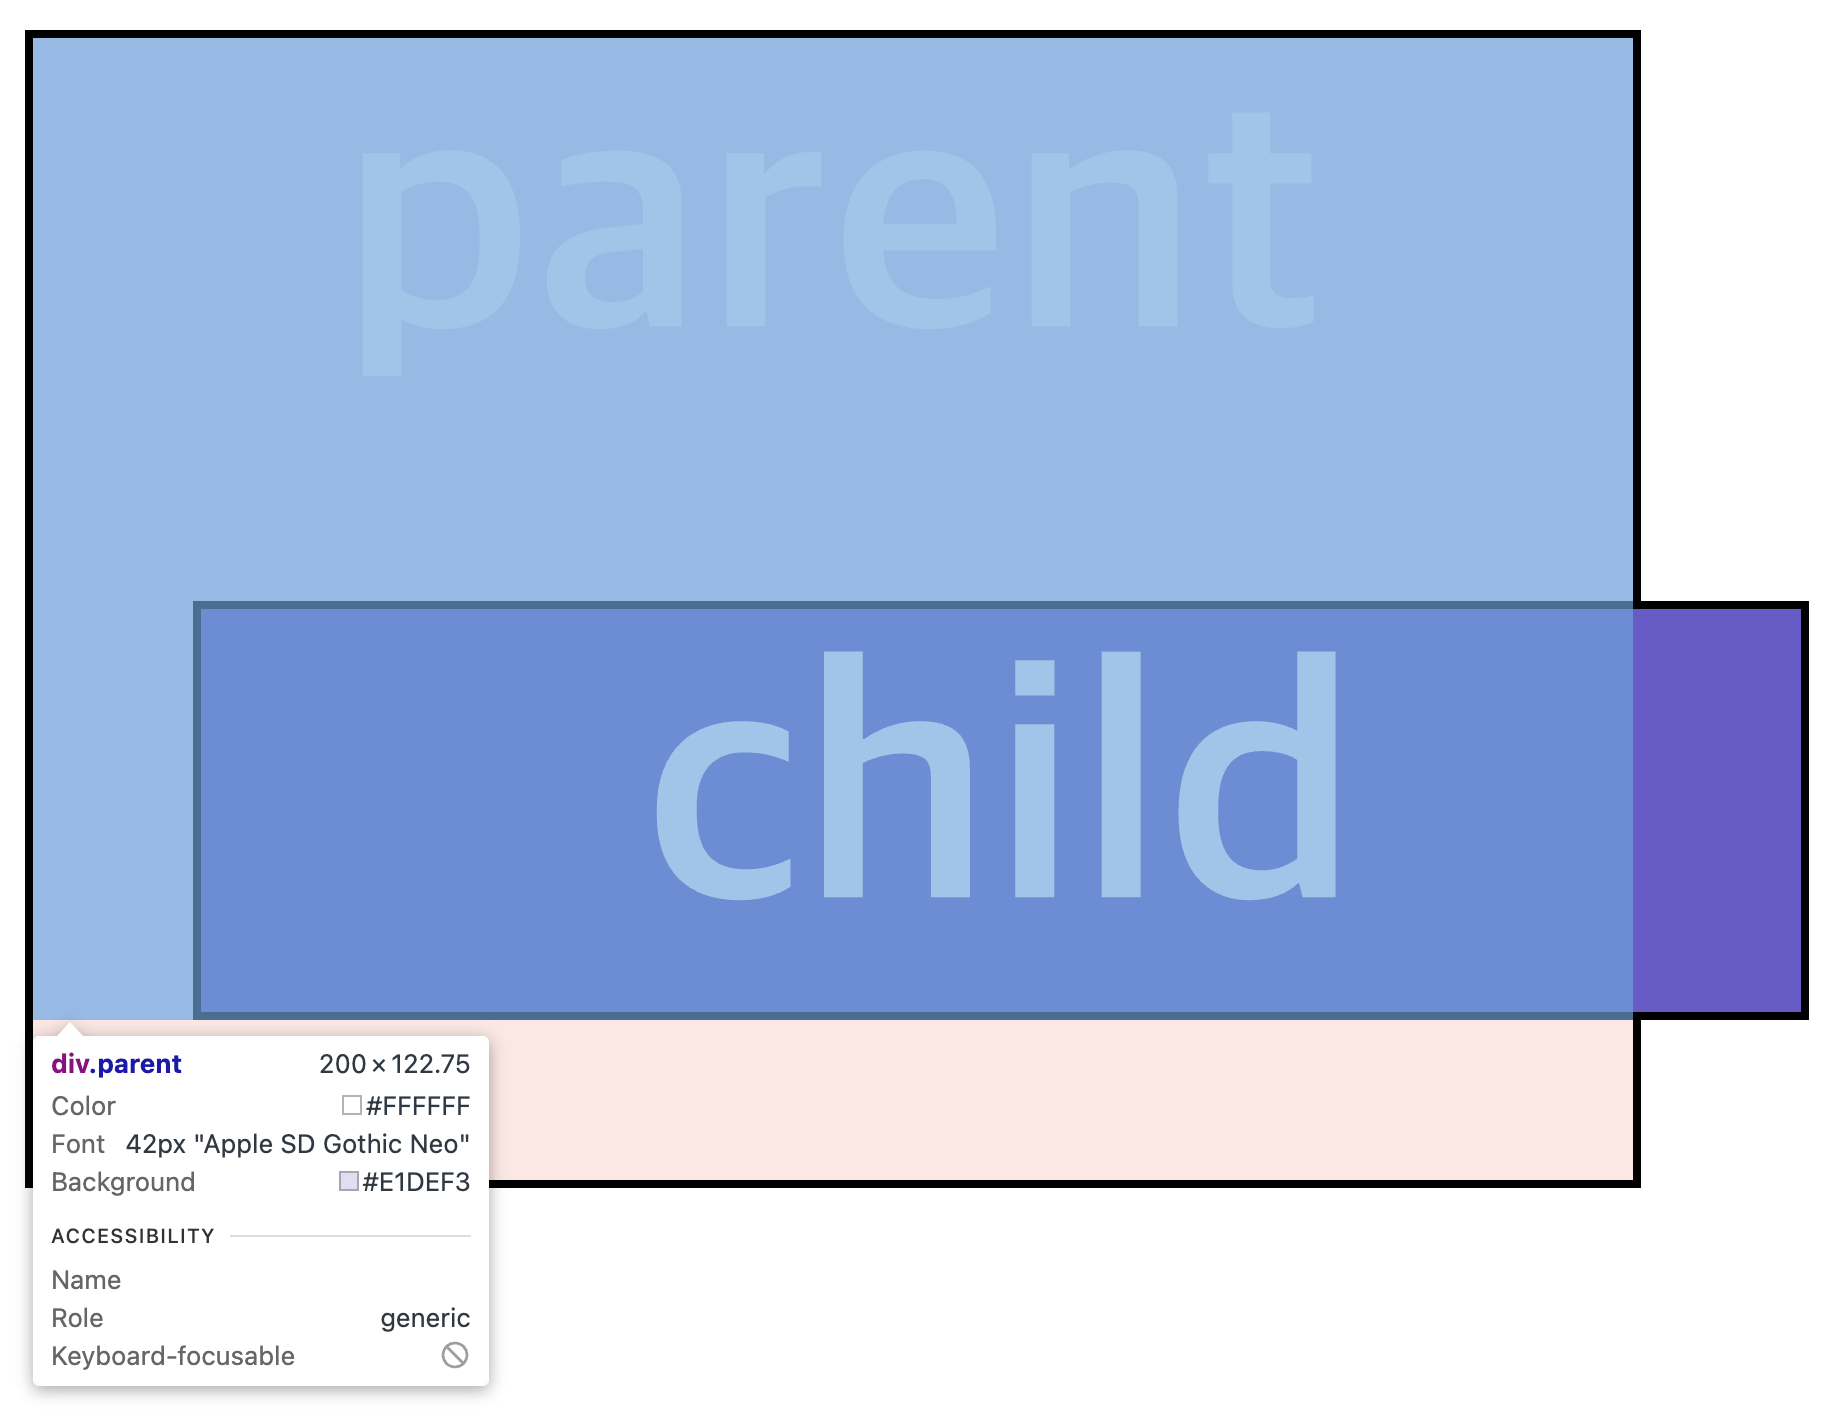 parent
child
div.parent 200 × 122.75
Color #FFFFFF
Font 42px "Apple SD Gothic Neo"
Background #E1DEF3
ACCESSIBILITY
Name
Role generic
Keyboard-focusable